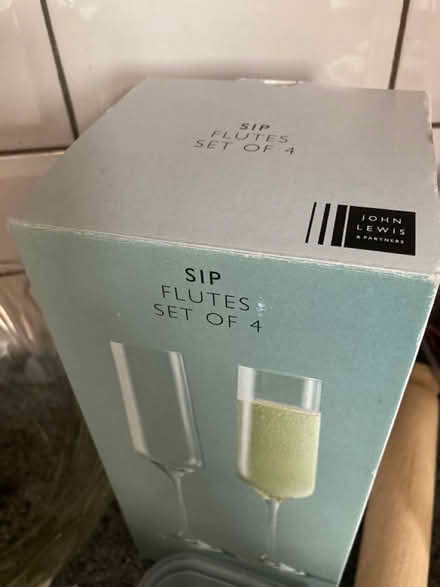 SIP
FLUTES
SET OF 4
JOHN
LEWIS
& PARTNERS
SIP
FLUTES
SET OF 4